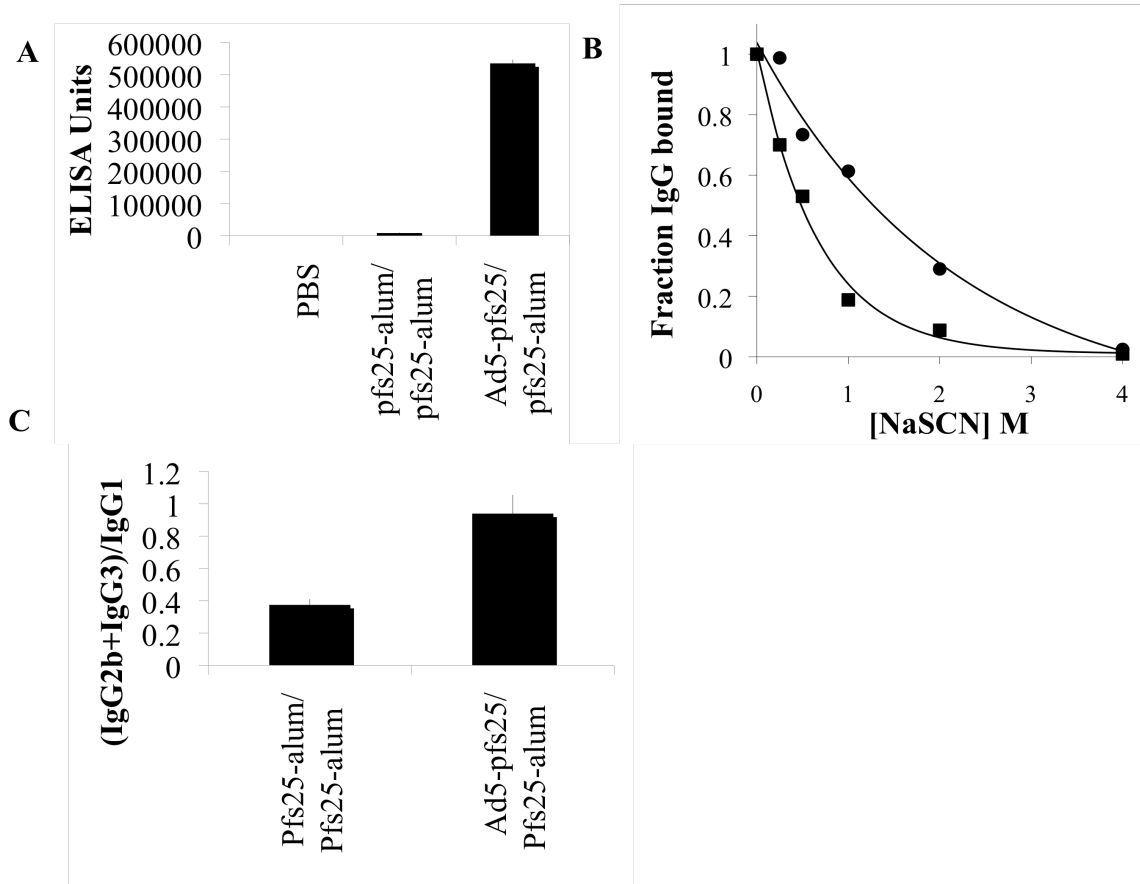 A
ELISA Units
600000
500000
400000
300000
200000
100000
0
PBS
pfs25-alum/
pfs25-alum
Ad5-pfs25/
pfs25-alum
B
Fraction IgG bound
1
0.8
0.6
0.4
0.2
0
0 1 2 3 4
[NaSCN] M
C
(IgG2b+IgG3)/IgG1
1.2
1
0.8
0.6
0.4
0.2
0
Pfs25-alum/
Pfs25-alum
Ad5-pfs25/
Pfs25-alum